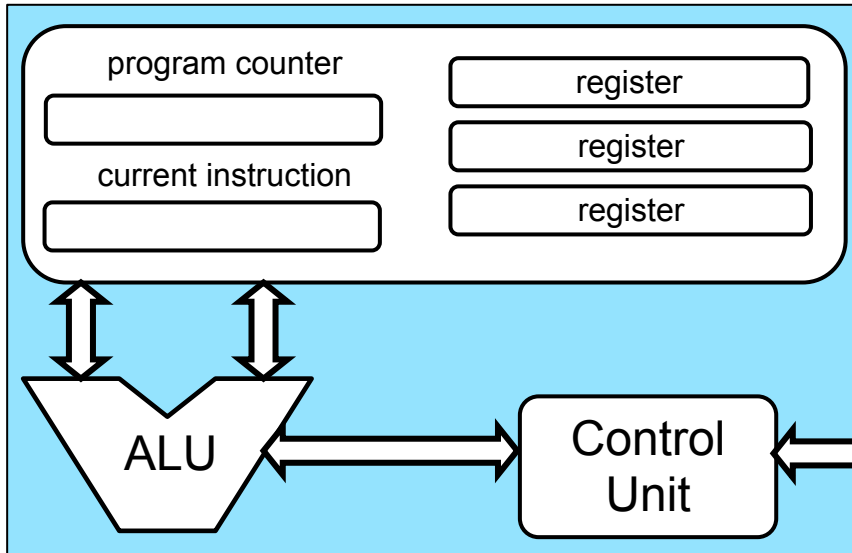 program counter
register
register
current instruction
register
ALU
Control
Unit